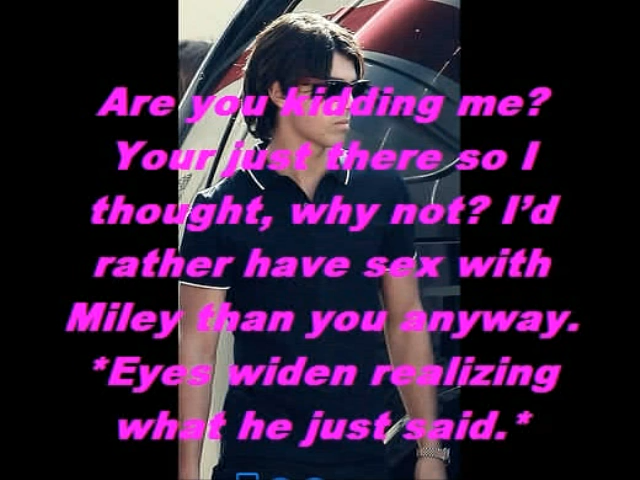 Are you kidding me?
Your just there so I
thought, why not? I’d
rather have sex with
Miley than you anyway.
*Eyes widen realizing
what he just said.*